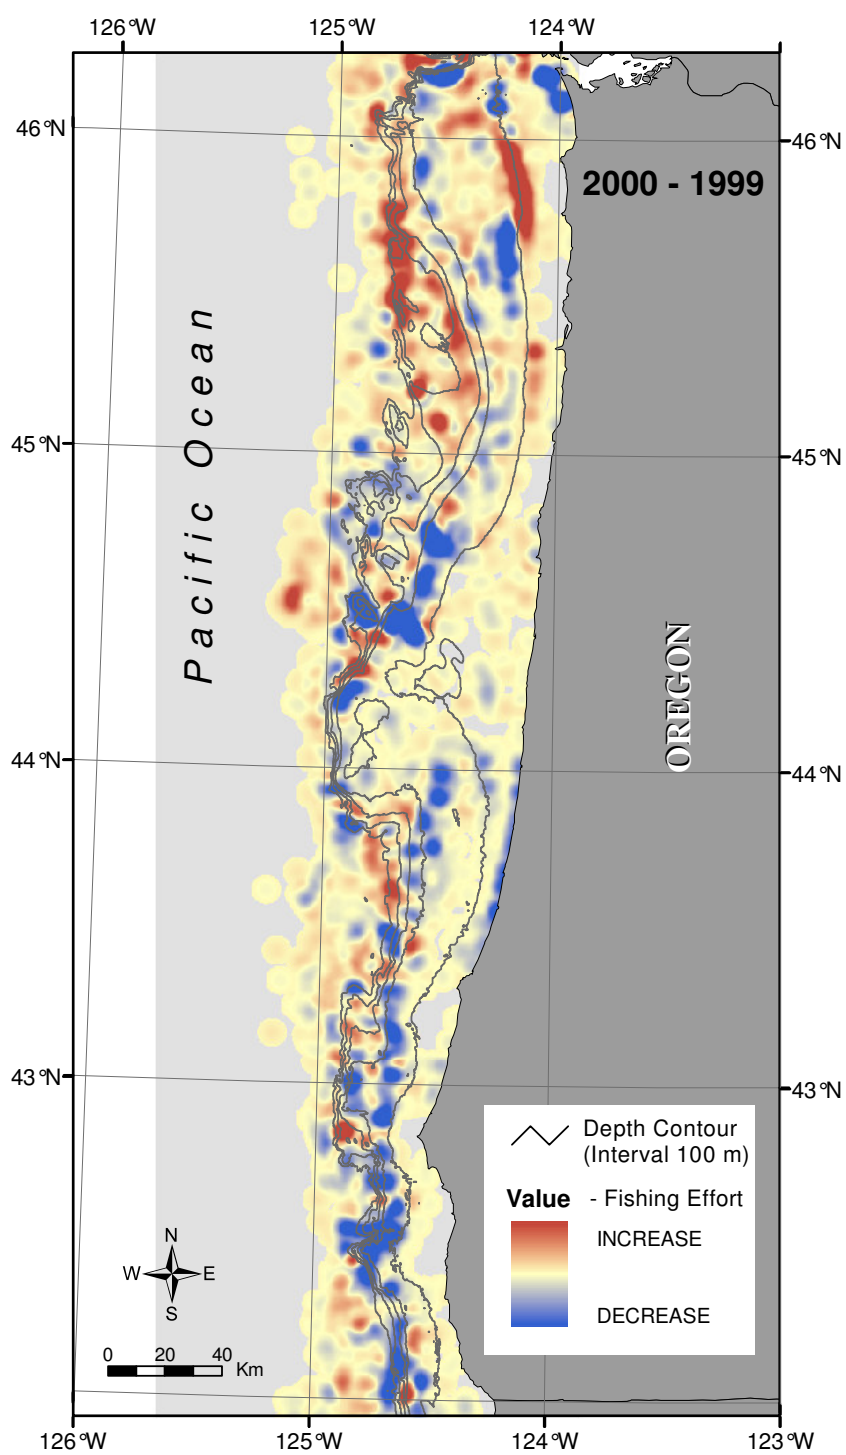 126°W 125°W 124°W
46°N 46°N
2000 - 1999
Pacific Ocean
45°N 45°N
OREGON
44°N 44°N
43°N 43°N
Depth Contour
(Interval 100 m)
Value - Fishing Effort
INCREASE
DECREASE
N
W E
S
0 20 40
Km
126°W 125°W 124°W 123°W